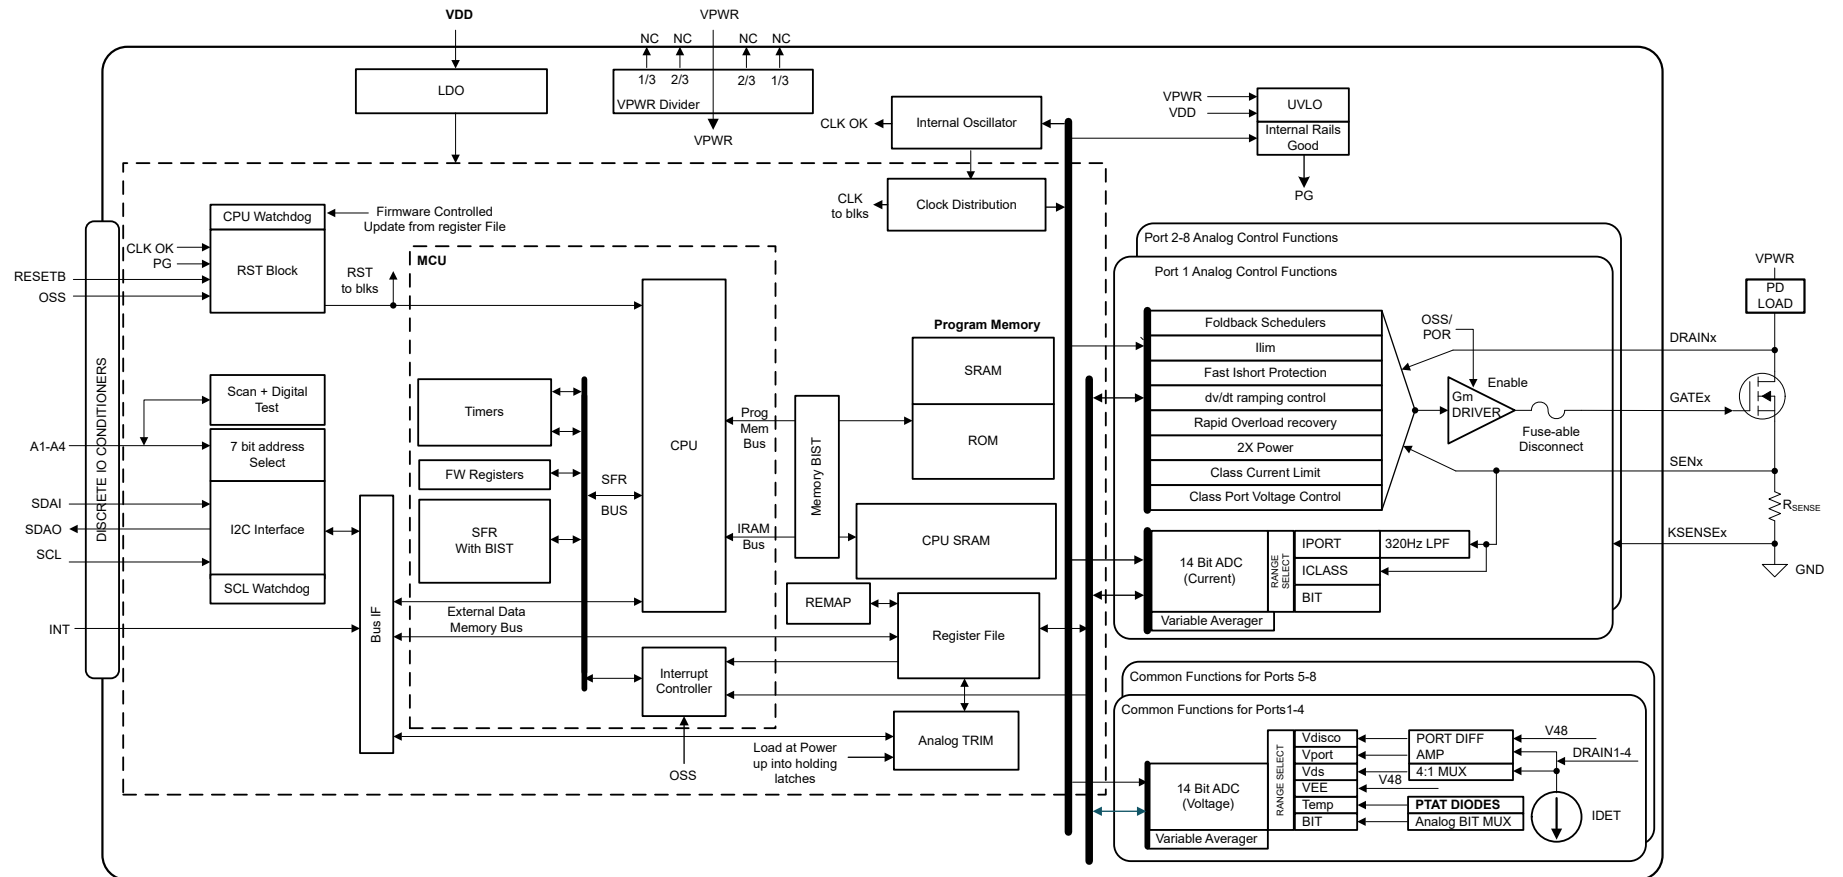 VDD
VPWR
NC
NC
NC
NC
1/3
2/3
2/3
1/3
LDO
VPWR Divider
VPWR
CLK OK
Internal Oscillator
VPWR
VDD
UVLO
Internal Rails
Good
PG
CLK
to blks
Clock Distribution
CPU Watchdog
Firmware Controlled
Update from register File
CLK OK
PG
RESETB
OSS
RST Block
RST
to blks
MCU
CPU
DISCRETE IO CONDITIONERS
Scan + Digital
Test
A1-A4
7 bit address
Select
SDAI
SDAO
SCL
I2C Interface
SCL Watchdog
INT
Bus IF
Timers
FW Registers
SFR
With BIST
SFR
BUS
External Data
Memory Bus
Interrupt
Controller
OSS
Prog
Mem
Bus
IRAM
Bus
Memory BIST
Program Memory
SRAM
ROM
CPU SRAM
REMAP
Register File
Analog TRIM
Load at Power
up into holding
latches
Port 2-8 Analog Control Functions
Port 1 Analog Control Functions
Foldback Schedulers
Ilim
Fast Ishort Protection
dv/dt ramping control
Rapid Overload recovery
2X Power
Class Current Limit
Class Port Voltage Control
OSS/
POR
Gm
DRIVER
Enable
Fuse-able
Disconnect
VPWR
PD
LOAD
DRAINx
GATEx
SENx
RSENSE
KSENSEx
GND
14 Bit ADC
(Current)
RANGE
SELECT
IPORT
320Hz LPF
ICLASS
BIT
Variable Averager
Common Functions for Ports 5-8
Common Functions for Ports1-4
14 Bit ADC
(Voltage)
RANGE SELECT
Vdisco
Vport
Vds
VEE
Temp
BIT
Variable Averager
PORT DIFF
AMP
4:1 MUX
V48
V48
DRAIN1-4
PTAT DIODES
Analog BIT MUX
IDET